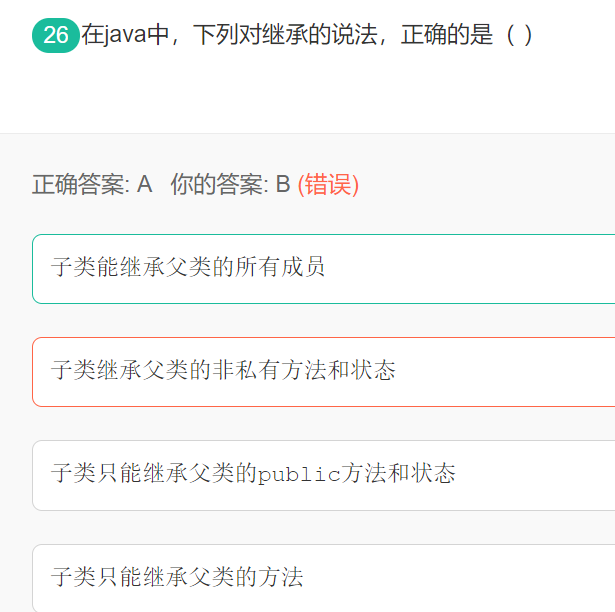 26 在java中，下列对继承的说法，正确的是（ ）
正确答案: A 你的答案: B (错误)
子类能继承父类的所有成员
子类继承父类的非私有方法和状态
子类只能继承父类的public方法和状态
子类只能继承父类的方法